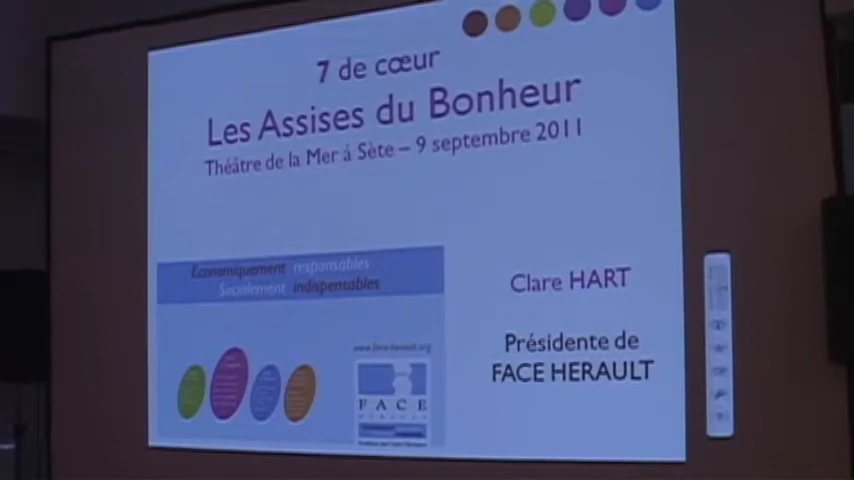 7 de cœur
Les Assises du Bonheur
Théâtre de la Mer à Sète – 9 septembre 2011
Économiquement responsables
Socialement indispensables
Clare HART
Présidente de
FACE HERAULT
FACE